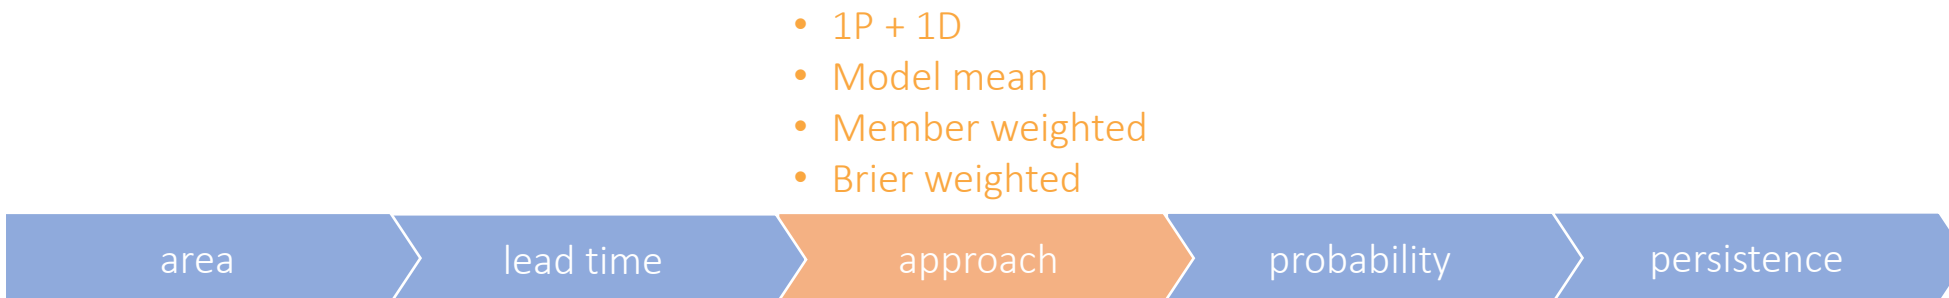 • 1P + 1D
• Model mean
• Member weighted
• Brier weighted
area
lead time
approach
probability
persistence